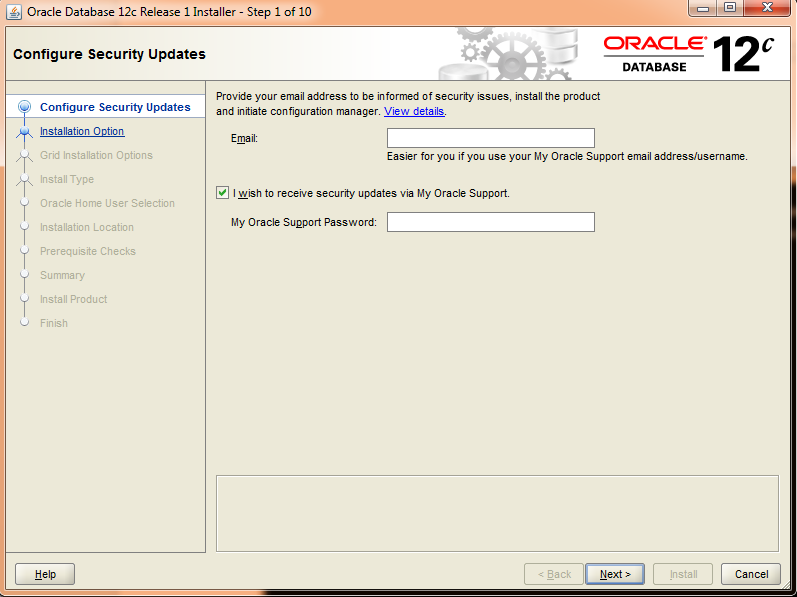 Oracle Database 12c Release 1 Installer - Step 1 of 10
Configure Security Updates
ORACLE®
DATABASE
12c
Configure Security Updates
Installation Option
Grid Installation Options
Install Type
Oracle Home User Selection
Installation Location
Prerequisite Checks
Summary
Install Product
Finish
Provide your email address to be informed of security issues, install the product
and initiate configuration manager. View details.
Email:
Easier for you if you use your My Oracle Support email address/username.
I wish to receive security updates via My Oracle Support.
My Oracle Support Password:
Help
< Back
Next >
Install
Cancel